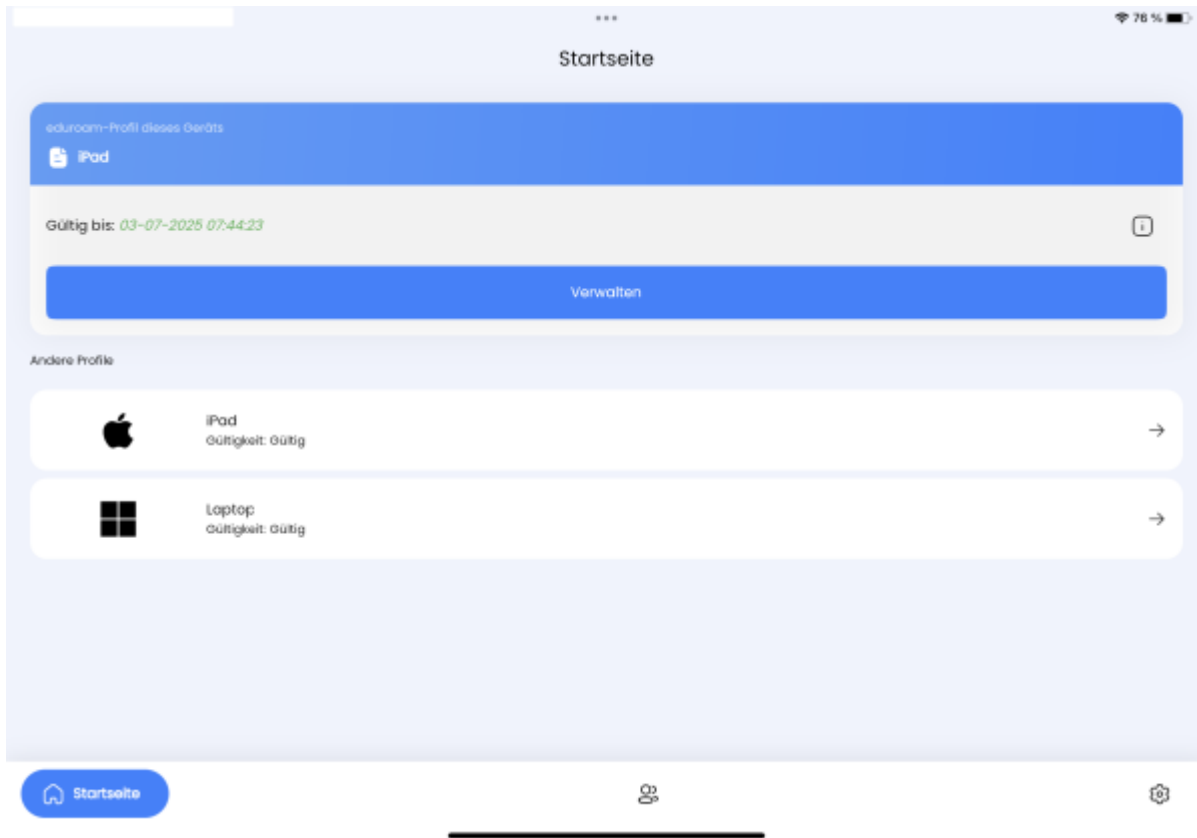 76 %
Startseite
eduroam-Profil dieses Geräts
iPad
Gültig bis: 03-07-2025 07:44:23
Verwalten
Andere Profile
iPad
Gültigkeit: Gültig
Laptop
Gültigkeit: Gültig
Startseite